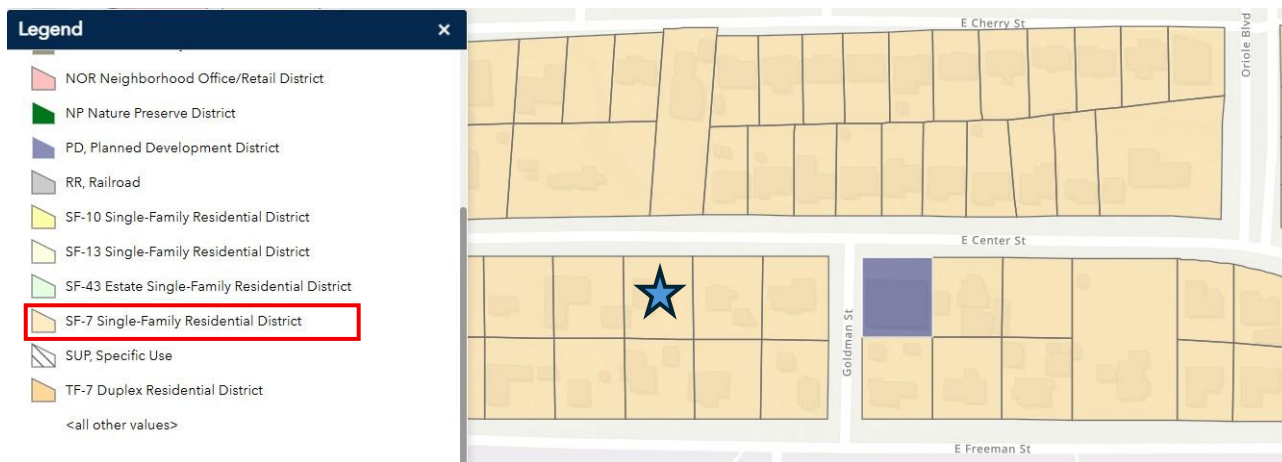 Legend
×
NOR Neighborhood Office/Retail District
NP Nature Preserve District
PD, Planned Development District
RR, Railroad
SF-10 Single-Family Residential District
SF-13 Single-Family Residential District
SF-43 Estate Single-Family Residential District
SF-7 Single-Family Residential District
SUP, Specific Use
TF-7 Duplex Residential District
<all other values>
E Cherry St
Oriole Blvd
E Center St
Goldman St
E Freeman St